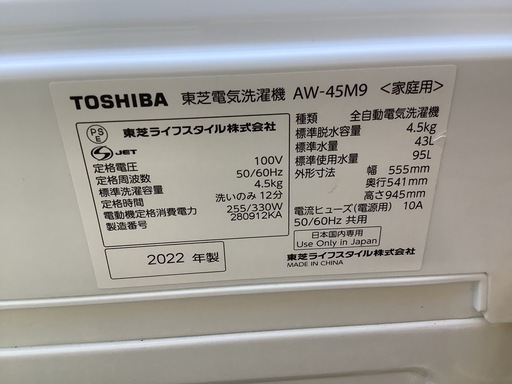 TOSHIBA 東芝電気洗濯機 AW-45M9 <家庭用>
PS
E
東芝ライフスタイル株式会社
S JET
定格電圧 100V
定格周波数 50/60Hz
標準洗濯容量 4.5kg
洗いのみ 12分
電動機定格消費電力 255/330W
製造番号 280912KA
2022 年製
種類 全自動電気洗濯機
標準脱水容量 4.5kg
標準水量 43L
標準使用水量 95L
外形寸法 幅 555mm
奥行541mm
高さ945mm
電流ヒューズ(電源用) 10A
50/60Hz 共用
日本国内専用
Use Only in Japan
東芝ライフスタイル株式会社
MADE IN CHINA